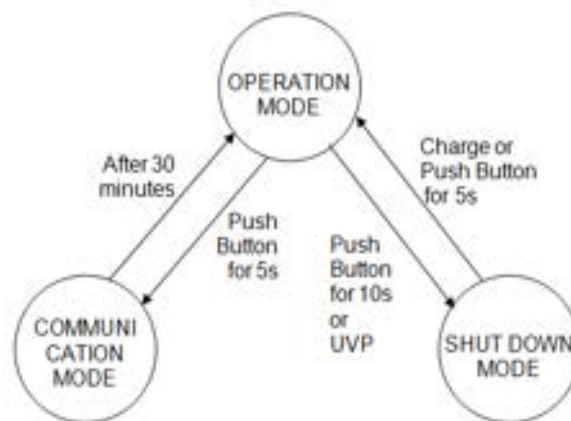 OPERATION
MODE
After 30
minutes
Charge or
Push Button
for 5s
Push
Button
for 5s
Push
Button
for 10s
or
UVP
COMMUNI
CATION
MODE
SHUT DOWN
MODE